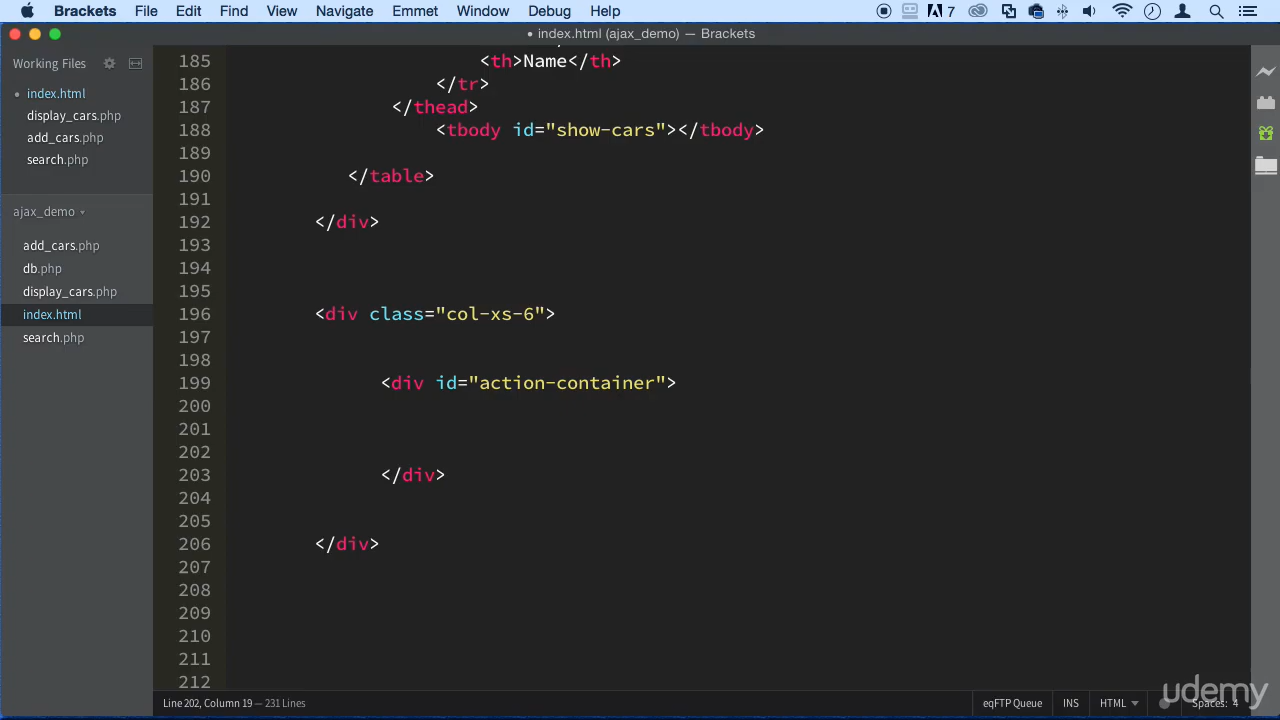 Brackets File Edit Find View Navigate Emmet Window Debug Help 7
• index.html (ajax_demo) — Brackets
Working Files
• index.html
display_cars.php
add_cars.php
search.php
ajax_demo
add_cars.php
db.php
display_cars.php
index.html
search.php
185 <th>Name</th>
186 </tr>
187 </thead>
188 <tbody id="show-cars"></tbody>
189
190 </table>
191
192 </div>
193
194
195
196 <div class="col-xs-6">
197
198
199 <div id="action-container">
200
201
202
203 </div>
204
205
206 </div>
207
208
209
210
211
212
Line 202, Column 19 — 231 Lines
eqFTP Queue INS HTML Spaces: 4
udemy